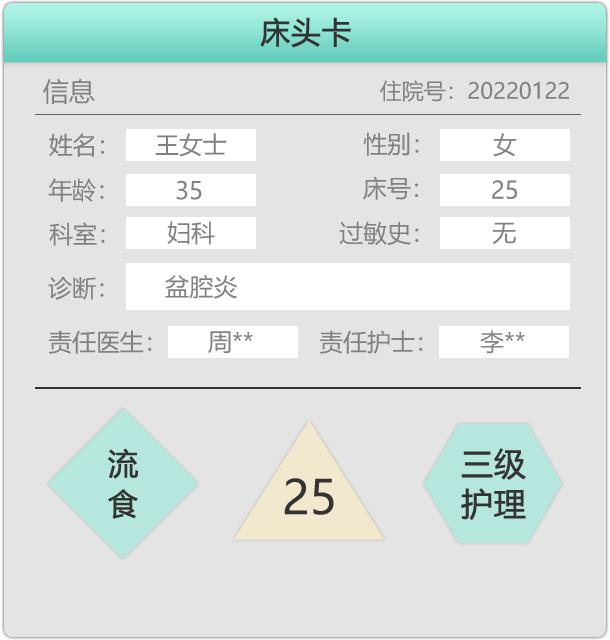 床头卡
信息 住院号：20220122
姓名： 王女士 性别： 女
年龄： 35 床号： 25
科室： 妇科 过敏史： 无
诊断： 盆腔炎
责任医生： 周** 责任护士： 李**
流食
25
三级护理